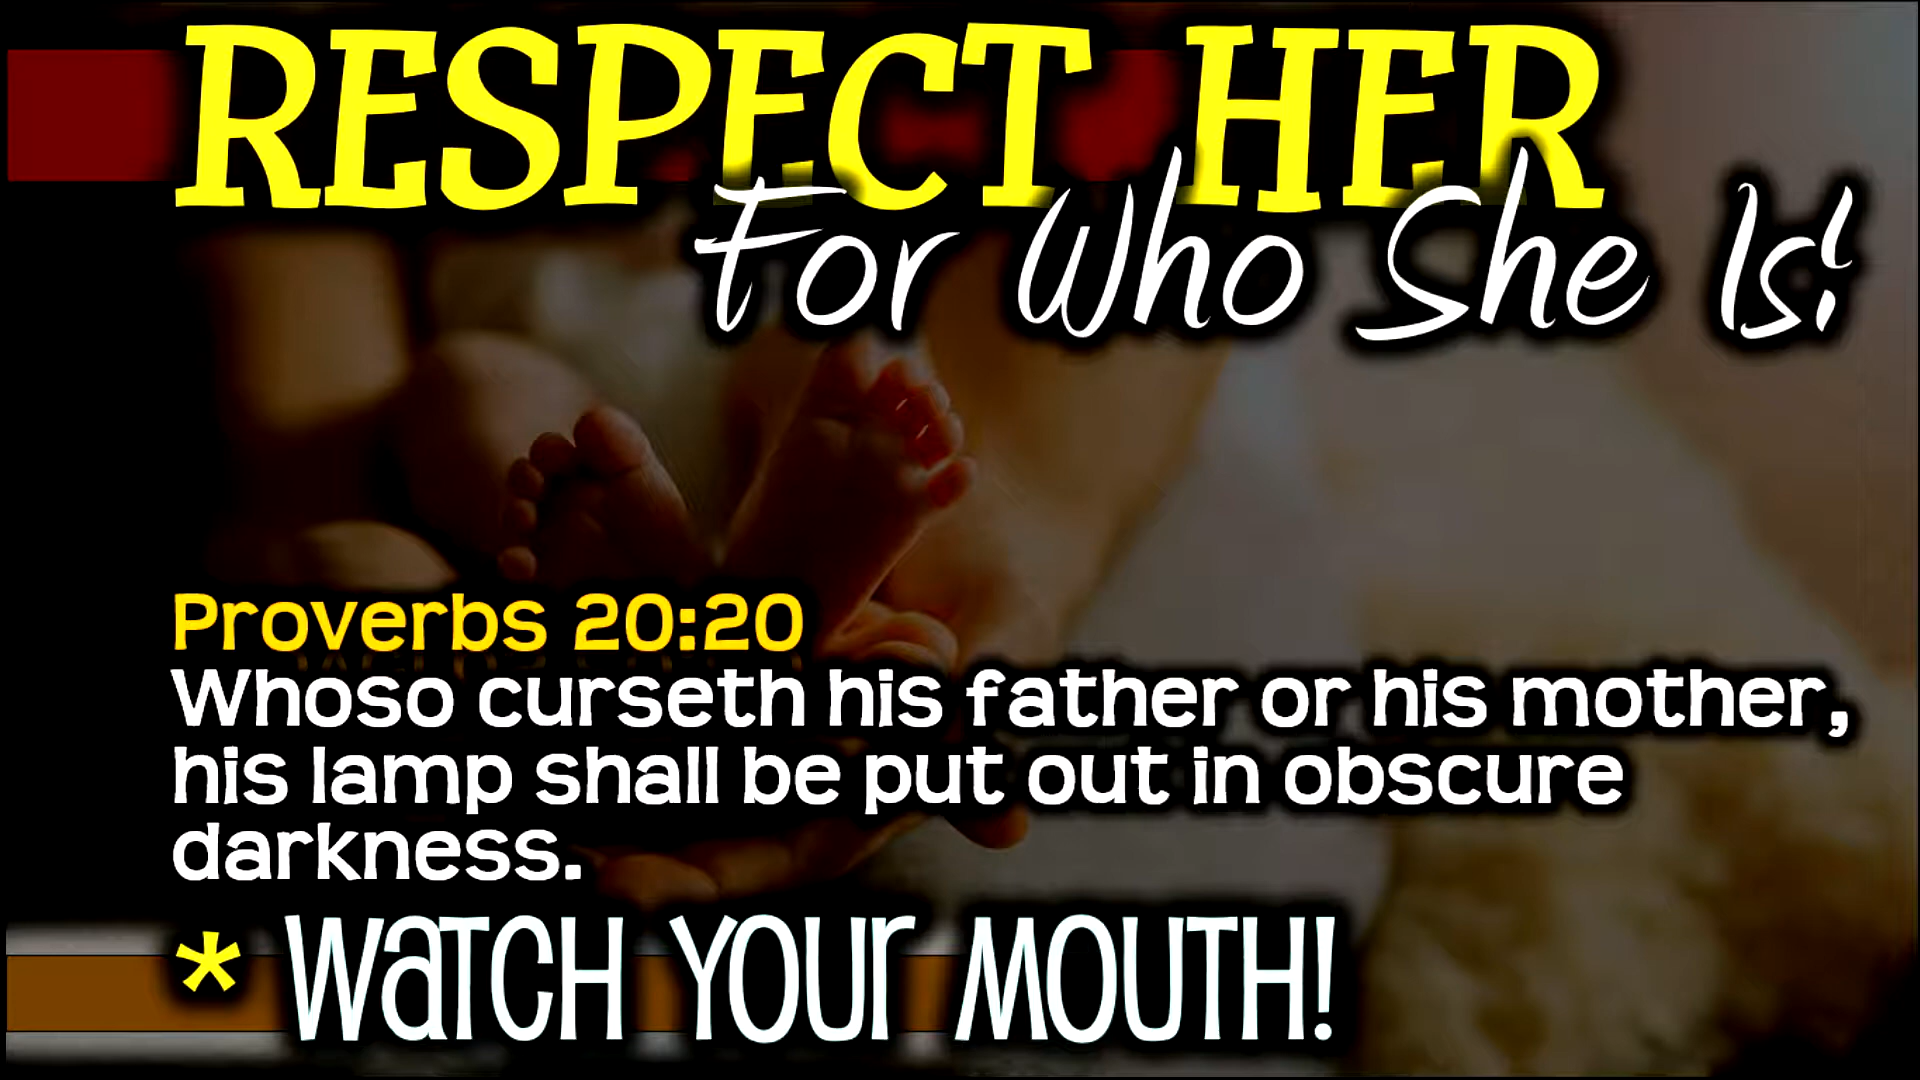 RESPECT HER
For Who She Is!
Proverbs 20:20
Whoso curseth his father or his mother,
his lamp shall be put out in obscure
darkness.
* WaTCH YOUr MOUTH!